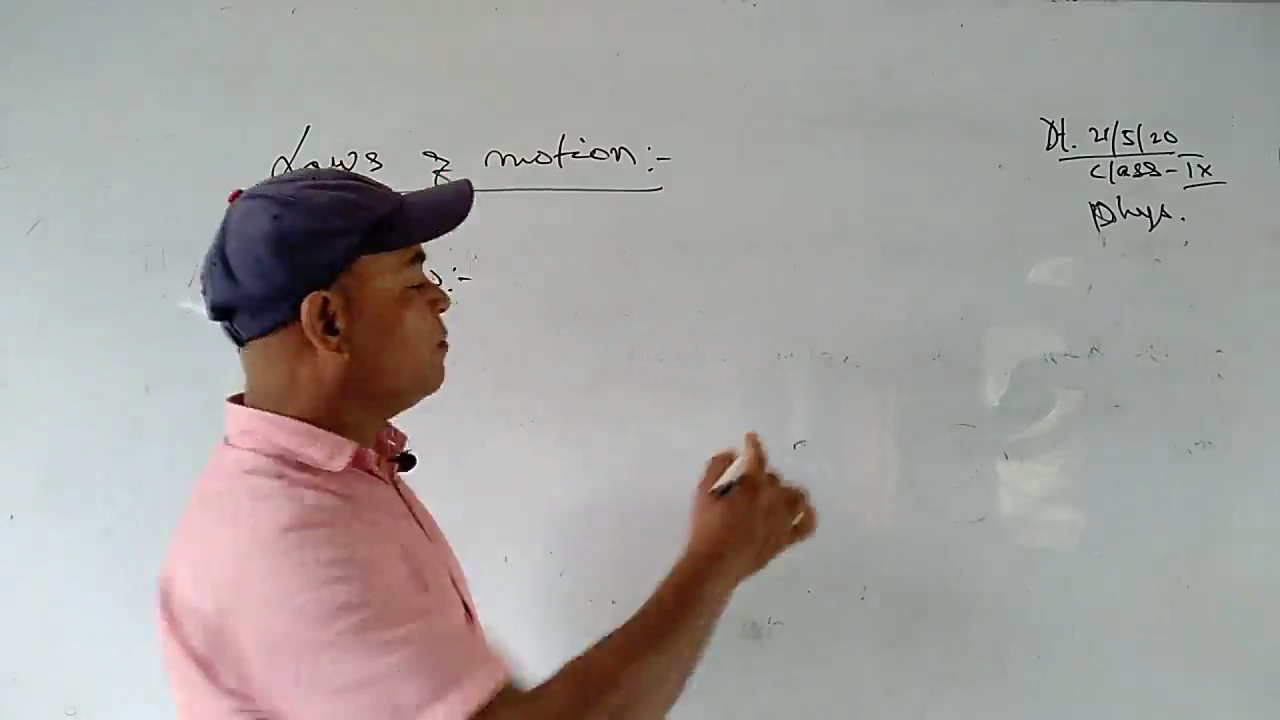 Laws of motion:-
Dt. 21/5/20
Class-IX
Phys.